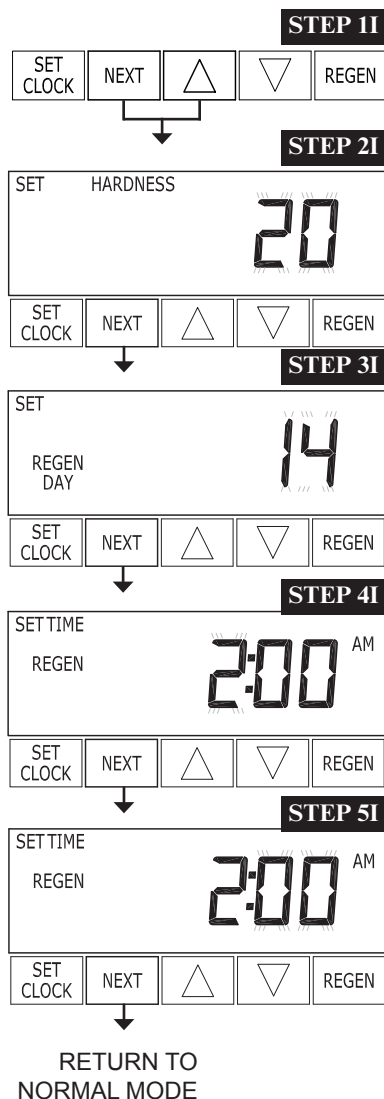 STEP 1I
SET CLOCK NEXT REGEN
STEP 2I
SET HARDNESS
20
SET CLOCK NEXT REGEN
STEP 3I
SET
14
REGEN DAY
SET CLOCK NEXT REGEN
STEP 4I
SET TIME
REGEN 2:00 AM
SET CLOCK NEXT REGEN
STEP 5I
SET TIME
REGEN 2:00 AM
SET CLOCK NEXT REGEN
RETURN TO
NORMAL MODE